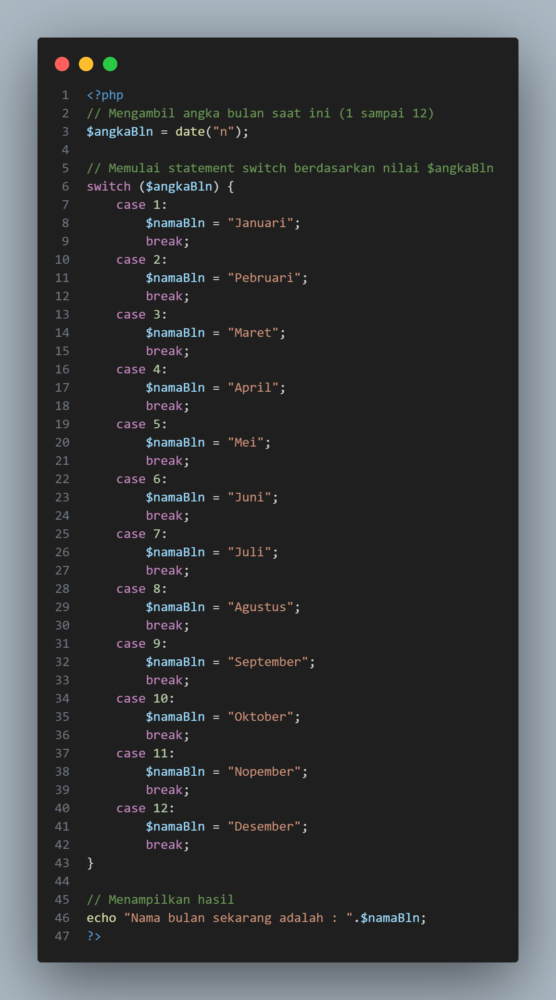 1 <?php
2 // Mengambil angka bulan saat ini (1 sampai 12)
3 $angkaBln = date("n");
4
5 // Memulai statement switch berdasarkan nilai $angkaBln
6 switch ($angkaBln) {
7     case 1:
8         $namaBln = "Januari";
9         break;
10     case 2:
11         $namaBln = "Pebruari";
12         break;
13     case 3:
14         $namaBln = "Maret";
15         break;
16     case 4:
17         $namaBln = "April";
18         break;
19     case 5:
20         $namaBln = "Mei";
21         break;
22     case 6:
23         $namaBln = "Juni";
24         break;
25     case 7:
26         $namaBln = "Juli";
27         break;
28     case 8:
29         $namaBln = "Agustus";
30         break;
31     case 9:
32         $namaBln = "September";
33         break;
34     case 10:
35         $namaBln = "Oktober";
36         break;
37     case 11:
38         $namaBln = "Nopember";
39         break;
40     case 12:
41         $namaBln = "Desember";
42         break;
43 }
44
45 // Menampilkan hasil
46 echo "Nama bulan sekarang adalah : ".$namaBln;
47 ?>